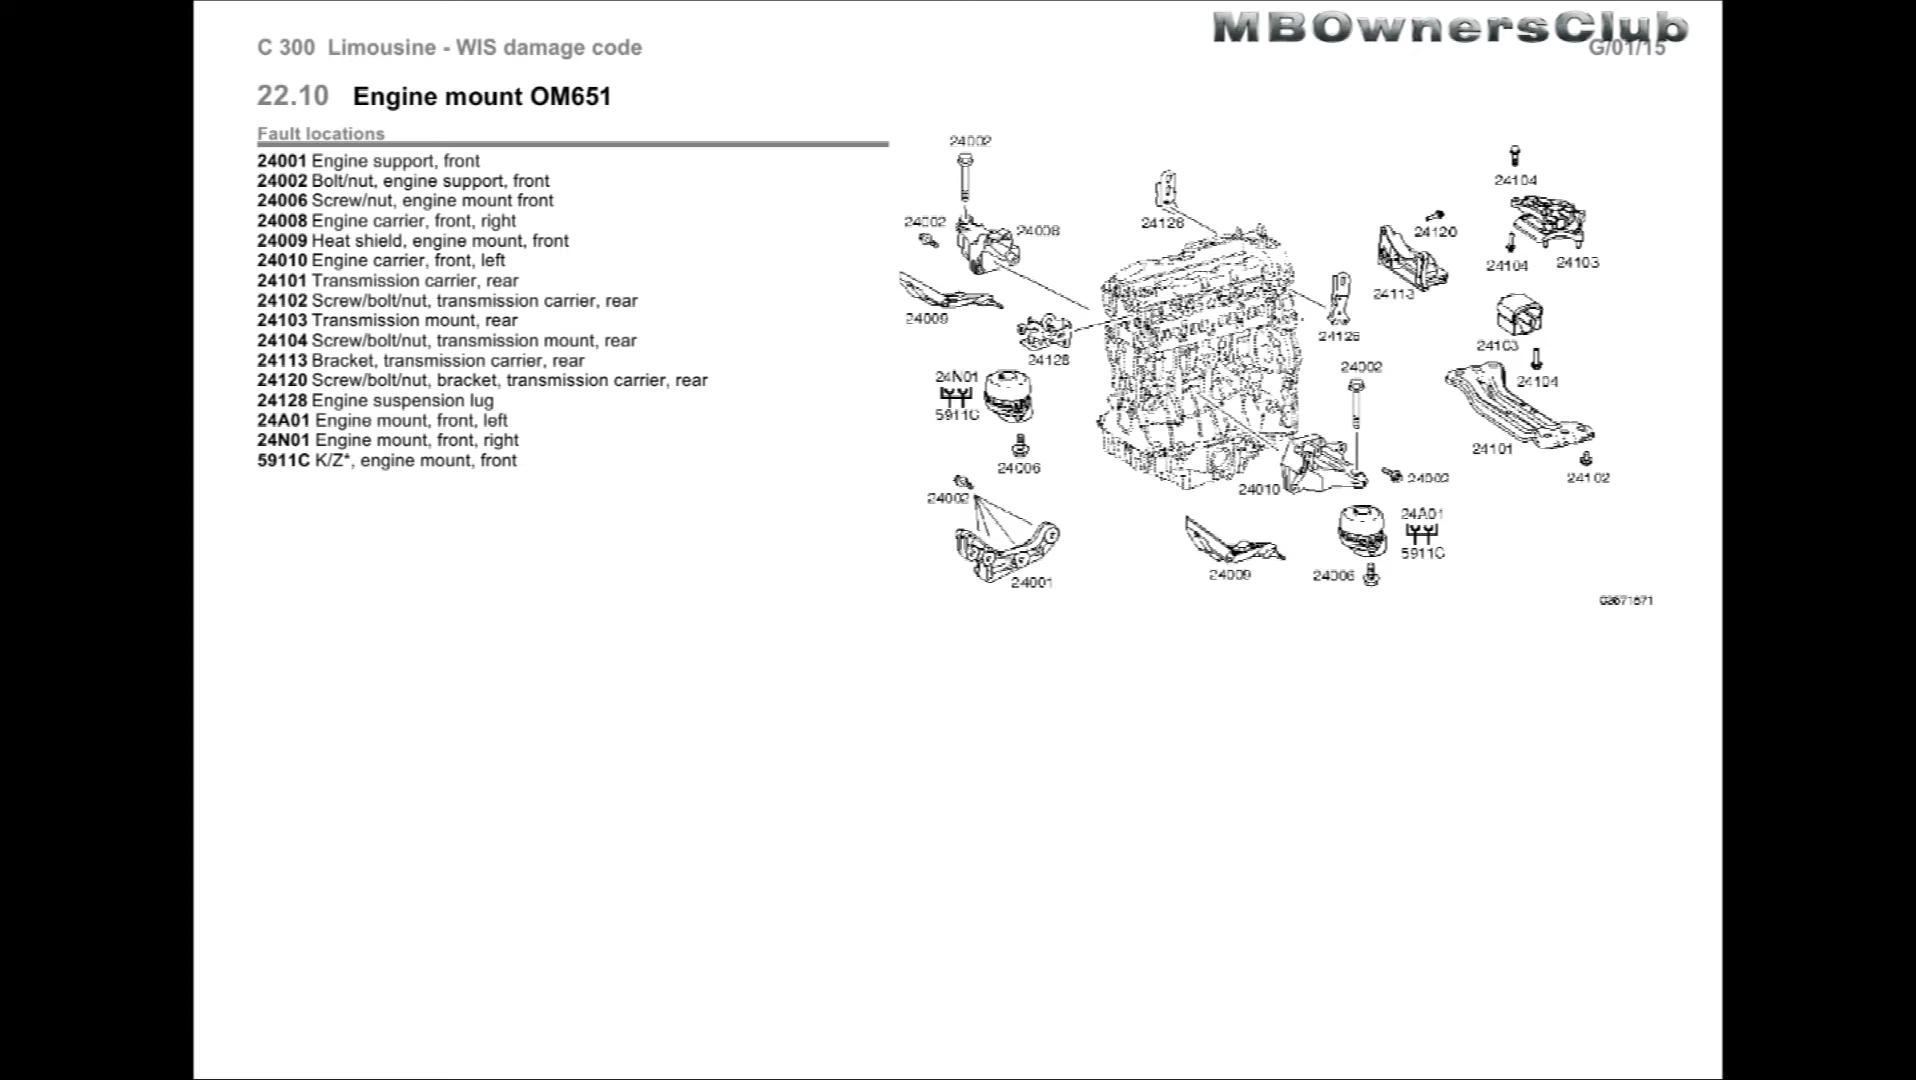 MBOwnersClub
C 300 Limousine - WIS damage code
G/01/15
22.10 Engine mount OM651
Fault locations
24001 Engine support, front
24002 Bolt/nut, engine support, front
24006 Screw/nut, engine mount front
24008 Engine carrier, front, right
24009 Heat shield, engine mount, front
24010 Engine carrier, front, left
24101 Transmission carrier, rear
24102 Screw/bolt/nut, transmission carrier, rear
24103 Transmission mount, rear
24104 Screw/bolt/nut, transmission mount, rear
24113 Bracket, transmission carrier, rear
24120 Screw/bolt/nut, bracket, transmission carrier, rear
24128 Engine suspension lug
24A01 Engine mount, front, left
24N01 Engine mount, front, right
5911C K/Z*, engine mount, front
24002
24104
24002
24008
24128
24120
24104
24103
24113
24009
24128
24128
24103
24002
24N01
5911C
24104
24101
24006
24102
24002
24010
24002
24A01
5911C
24009
24006
24001